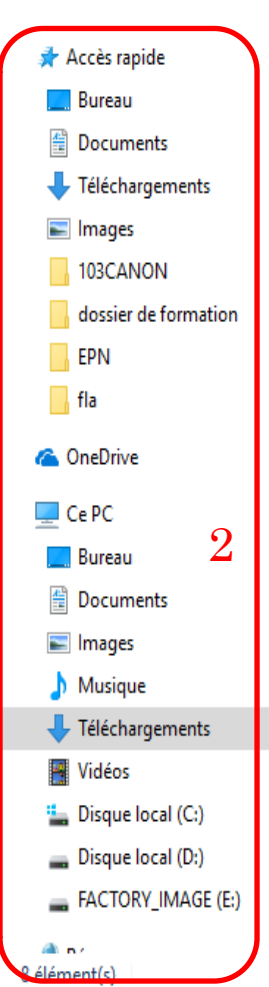 Accès rapide
Bureau
Documents
Téléchargements
Images
103CANON
dossier de formation
EPN
fla
OneDrive
Ce PC
2
Bureau
Documents
Images
Musique
Téléchargements
Vidéos
Disque local (C:)
Disque local (D:)
FACTORY_IMAGE (E:)
8 élément(s)